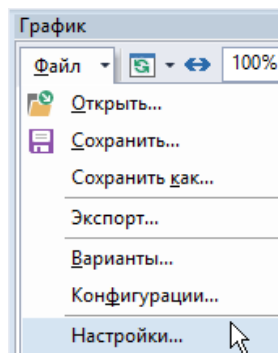 График
Файл 100%
Открыть...
Сохранить...
Сохранить как...
Экспорт...
Варианты...
Конфигурации...
Настройки...